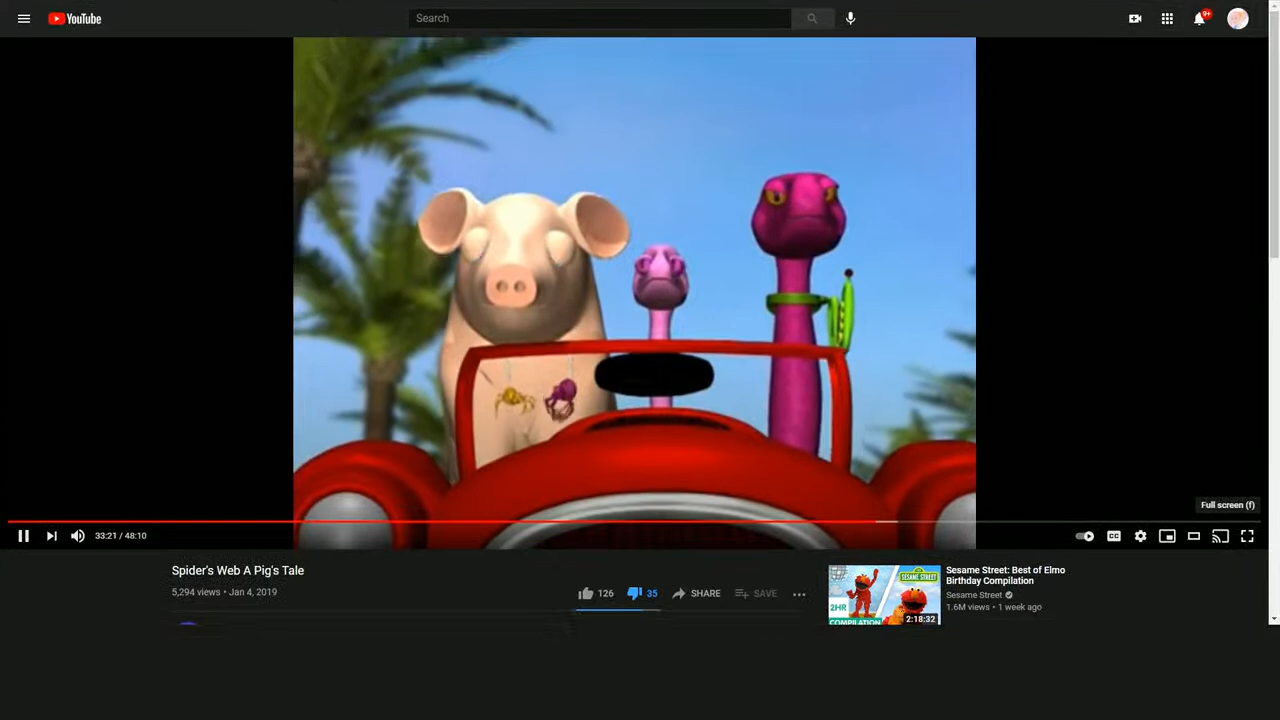 YouTube
Search
9+
Full screen (f)
33:21 / 48:10
CC
Spider's Web A Pig's Tale
5,294 views • Jan 4, 2019
126
35
SHARE
SAVE
SESAME STREET
2HR
COMPILATION
2:18:32
Sesame Street: Best of Elmo
Birthday Compilation
Sesame Street
1.6M views • 1 week ago